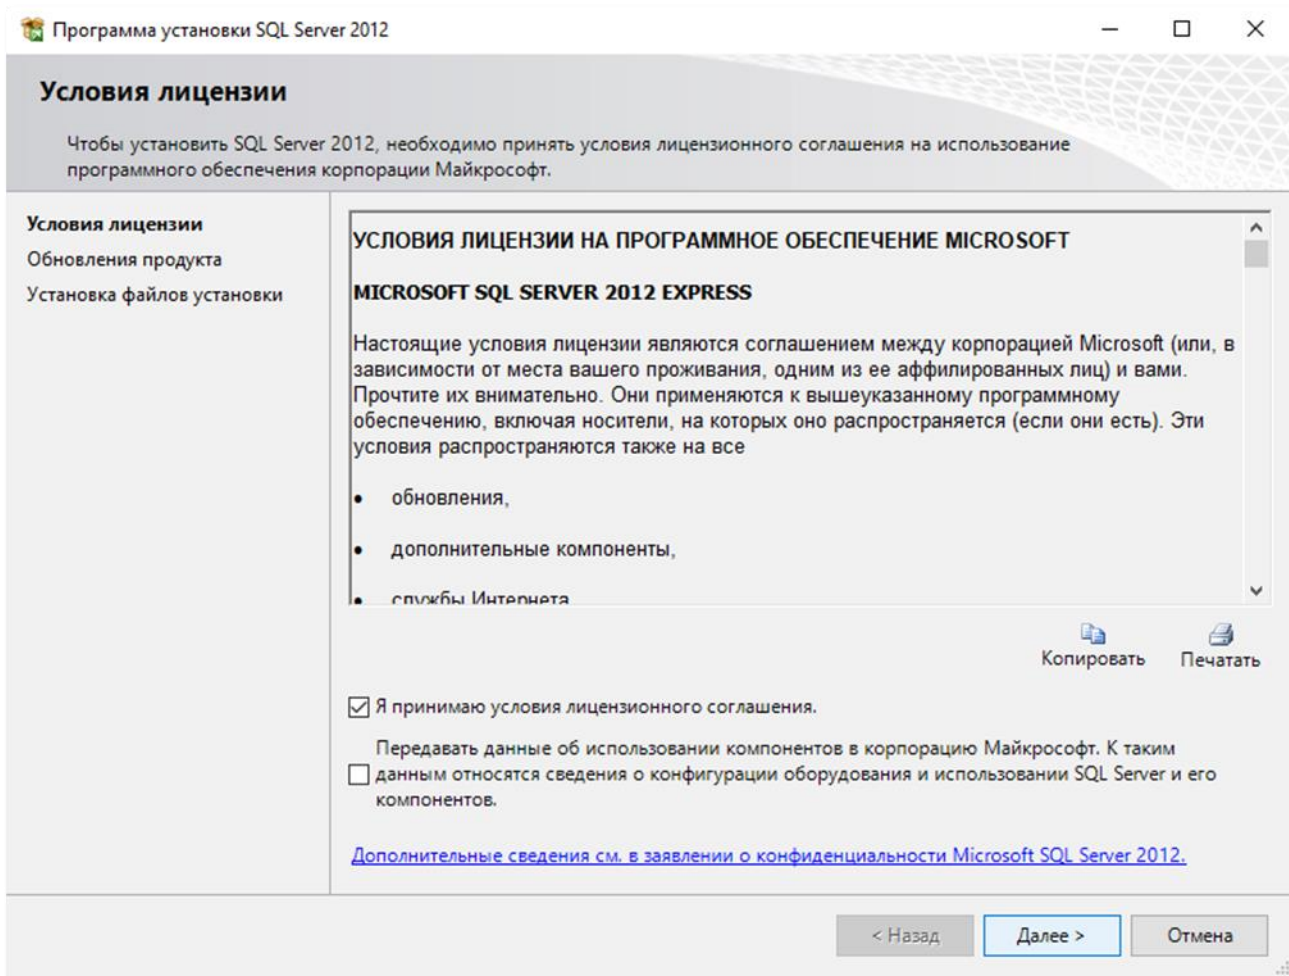 Программа установки SQL Server 2012
Условия лицензии
Чтобы установить SQL Server 2012, необходимо принять условия лицензионного соглашения на использование
программного обеспечения корпорации Майкрософт.
Условия лицензии
Обновления продукта
Установка файлов установки
УСЛОВИЯ ЛИЦЕНЗИИ НА ПРОГРАММНОЕ ОБЕСПЕЧЕНИЕ MICROSOFT
MICROSOFT SQL SERVER 2012 EXPRESS
Настоящие условия лицензии являются соглашением между корпорацией Microsoft (или, в
зависимости от места вашего проживания, одним из ее аффилированных лиц) и вами.
Прочтите их внимательно. Они применяются к вышеуказанному программному
обеспечению, включая носители, на которых оно распространяется (если они есть). Эти
условия распространяются также на все
• обновления,
• дополнительные компоненты,
• службы Интернета
Копировать Печатать
Я принимаю условия лицензионного соглашения.
Передавать данные об использовании компонентов в корпорацию Майкрософт. К таким
данным относятся сведения о конфигурации оборудования и использовании SQL Server и его
компонентов.
Дополнительные сведения см. в заявлении о конфиденциальности Microsoft SQL Server 2012.
< Назад Далее > Отмена